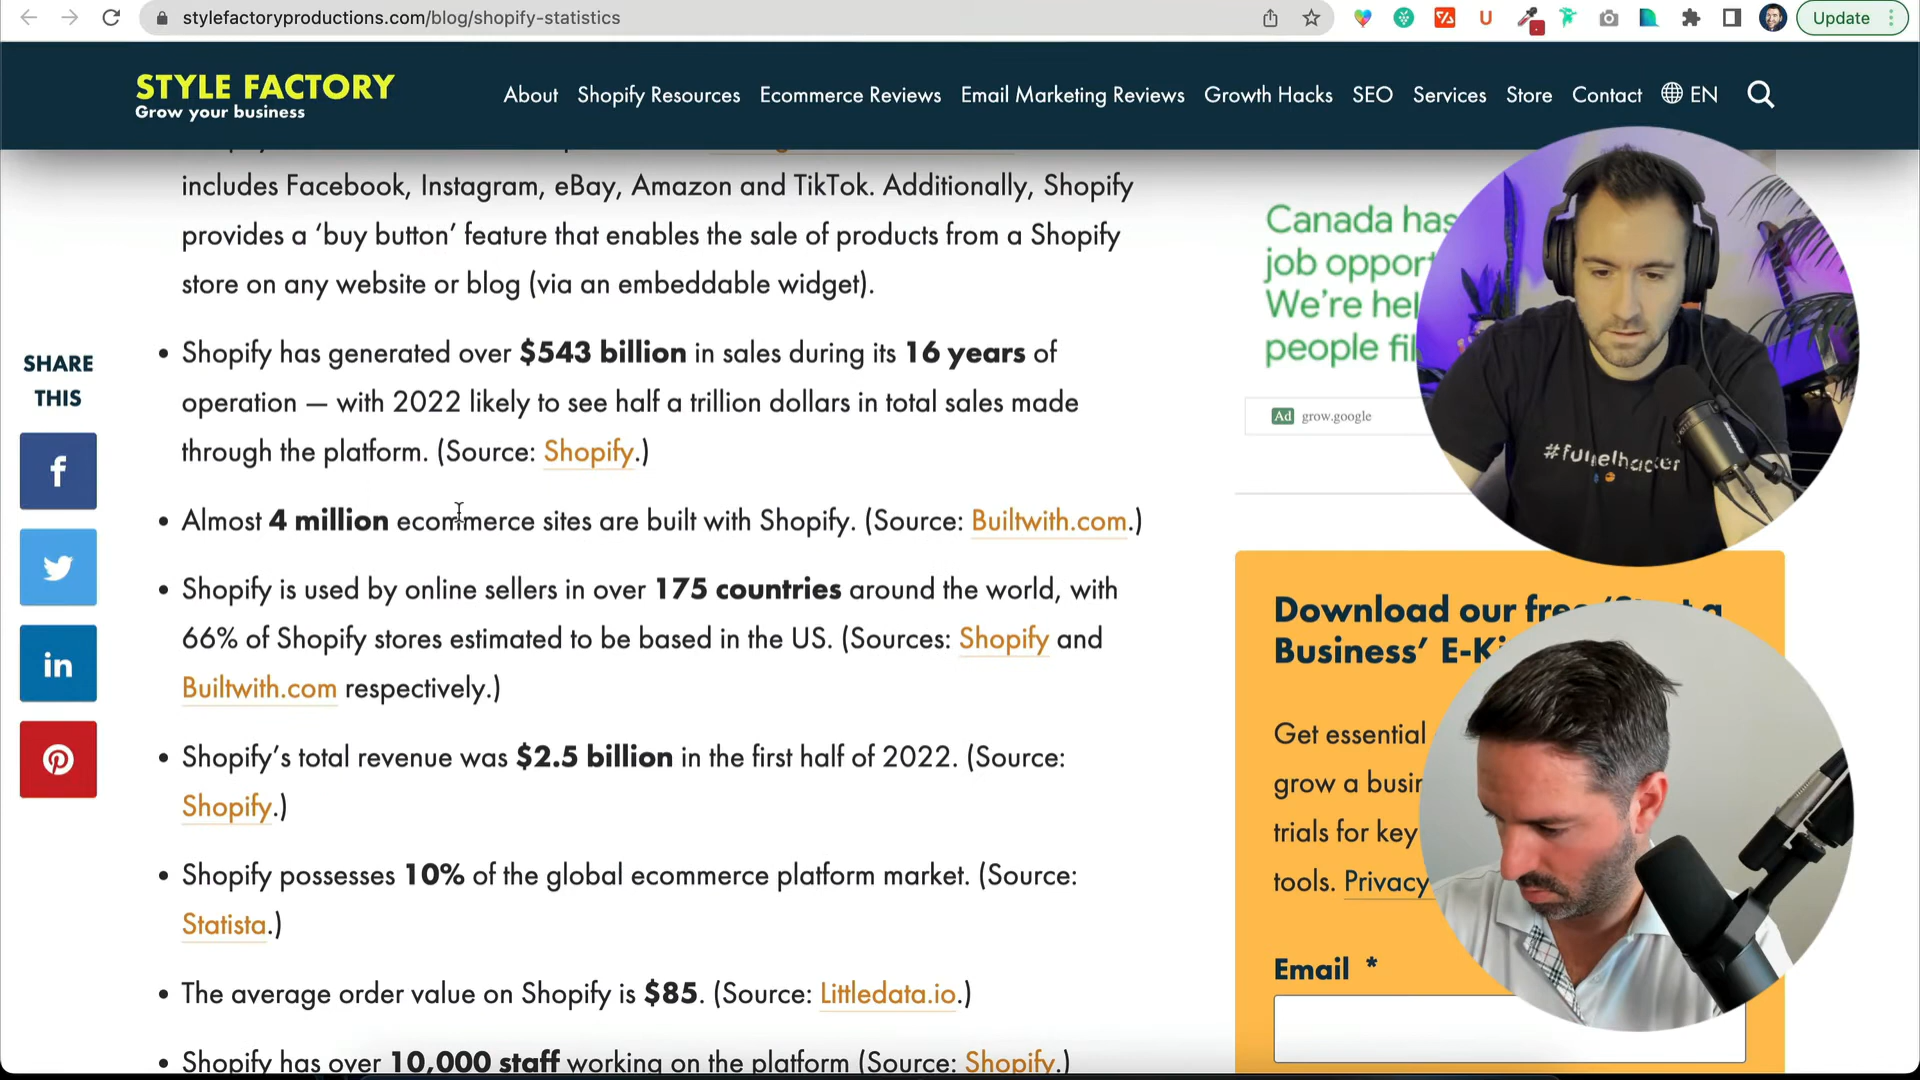 stylefactoryproductions.com/blog/shopify-statistics
Update
STYLE FACTORY
Grow your business
About Shopify Resources Ecommerce Reviews Email Marketing Reviews Growth Hacks SEO Services Store Contact EN
includes Facebook, Instagram, eBay, Amazon and TikTok. Additionally, Shopify
provides a ‘buy button’ feature that enables the sale of products from a Shopify
store on any website or blog (via an embeddable widget).
• Shopify has generated over $543 billion in sales during its 16 years of
operation — with 2022 likely to see half a trillion dollars in total sales made
through the platform. (Source: Shopify.)
• Almost 4 million ecommerce sites are built with Shopify. (Source: Builtwith.com.)
• Shopify is used by online sellers in over 175 countries around the world, with
66% of Shopify stores estimated to be based in the US. (Sources: Shopify and
Builtwith.com respectively.)
• Shopify’s total revenue was $2.5 billion in the first half of 2022. (Source:
Shopify.)
• Shopify possesses 10% of the global ecommerce platform market. (Source:
Statista.)
• The average order value on Shopify is $85. (Source: Littledata.io.)
• Shopify has over 10,000 staff working on the platform (Source: Shopify.)
SHARE
THIS
f
in
Canada has
job opport
We’re hel
people fil
Ad grow.google
#funnelhacker
Download our free
Business’ E-Ki
Get essential
grow a busin
trials for key
tools. Privacy
Email *